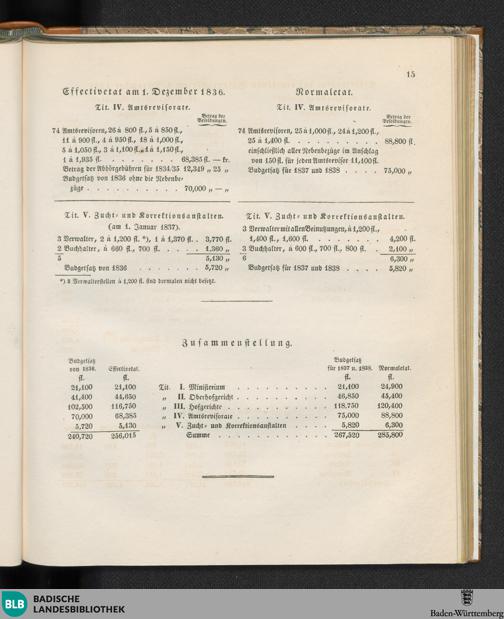 15
Effectivetat am 1. Dezember 1836.
Tit. IV. Amtsrevisorate.
Betrag der Besoldungen.
74 Amtsrevisoren, 26 à 800 fl., 5 à 850 fl.,
11 à 900 fl., 4 à 950 fl., 18 à 1,000 fl.,
5 à 1,050 fl., 3 à 1,100 fl., 1 à 1,150 fl.,
1 à 1,935 fl. . . . . . . . 68,385 fl. — kr.
Betrag der Abhörgebühren für 1834/35 12,349 „ 25 „
Budgetsatz von 1836 ohne die Nebenbe-
züge . . . . . . . . . . 70,000 „ — „
Tit. V. Zucht- und Korrektionsanstalten.
(am 1. Januar 1837).
3 Verwalter, 2 à 1,200 fl. *), 1 à 1,370 fl. . 3,770 fl.
2 Buchhalter, à 660 fl., 700 fl. . . . . 1,360 „
5 5,130 „
Budgetsatz von 1836 . . . . . . 5,720 „
*) 2 Verwalterstellen à 1,200 fl. sind dermalen nicht besetzt.
Normaletat.
Tit. IV. Amtsrevisorate.
Betrag der Besoldungen.
74 Amtsrevisoren, 25 à 1,000 fl., 24 à 1,200 fl.,
25 à 1,400 fl. . . . . . . . . . 88,800 fl.
einschließlich aller Nebenbezüge im Anschlag
von 150 fl. für jeden Amtsrevisor 11,100 fl.
Budgetsatz für 1837 und 1838 . . . . 75,000 „
Tit. V. Zucht- und Korrektionsanstalten.
3 Verwalter mit allen Beinutzungen, à 1,200 fl.,
1,400 fl., 1,600 fl. . . . . . . . 4,200 fl.
3 Buchhalter, à 600 fl., 700 fl., 800 fl. . 2,100 „
6 6,300 „
Budgetsatz für 1837 und 1838 . . . . 5,820 „
Zusammenstellung.
Budgetsatz von 1836. Effectivetat. Budgetsatz für 1837 u. 1838. Normaletat.
fl. fl. fl. fl.
21,100 21,100 Tit. I. Ministerium . . . . . . . . . 21,400 24,900
41,400 44,650 „ II. Oberhofgericht . . . . . . . . 46,850 45,400
102,500 116,750 „ III. Hofgerichte . . . . . . . . . 118,750 120,400
70,000 68,385 „ IV. Amtsrevisorate . . . . . . . . 75,000 88,800
5,720 5,130 „ V. Zucht- und Korrektionsanstalten . . . . 5,820 6,300
240,720 256,015 Summe . . . . . . . . . . . 267,520 285,800
BLB BADISCHE
LANDESBIBLIOTHEK
Baden-Württemberg